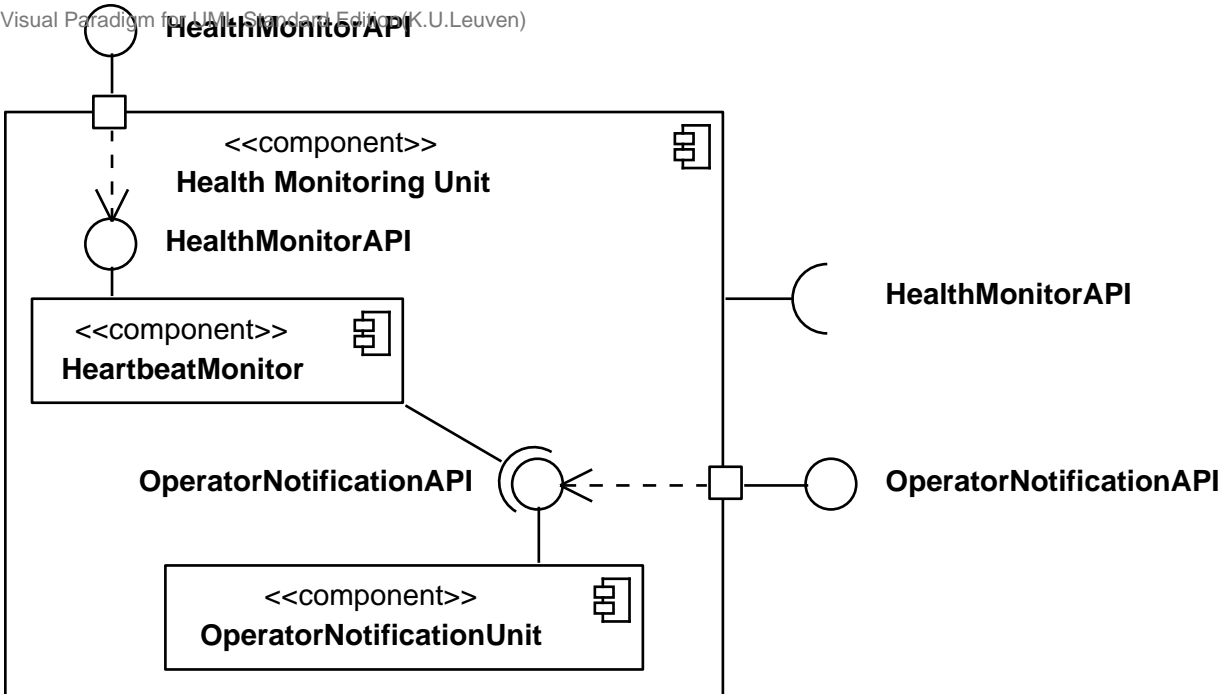 Visual Paradigm for UML Standard Edition(K.U.Leuven)
HealthMonitorAPI
<<component>>
Health Monitoring Unit
HealthMonitorAPI
HealthMonitorAPI
<<component>>
HeartbeatMonitor
OperatorNotificationAPI
OperatorNotificationAPI
<<component>>
OperatorNotificationUnit